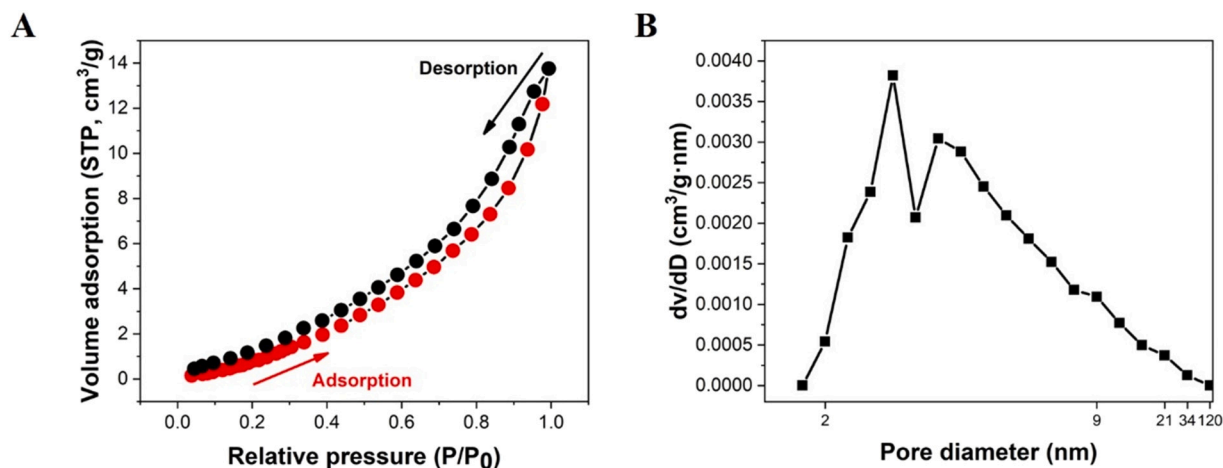 A
Volume adsorption (STP, cm³/g)
14
12
10
8
6
4
2
0
Desorption
Adsorption
0.0 0.2 0.4 0.6 0.8 1.0
Relative pressure (P/P₀)
B
dv/dD (cm³/g·nm)
0.0040
0.0035
0.0030
0.0025
0.0020
0.0015
0.0010
0.0005
0.0000
2 9 21 34 120
Pore diameter (nm)